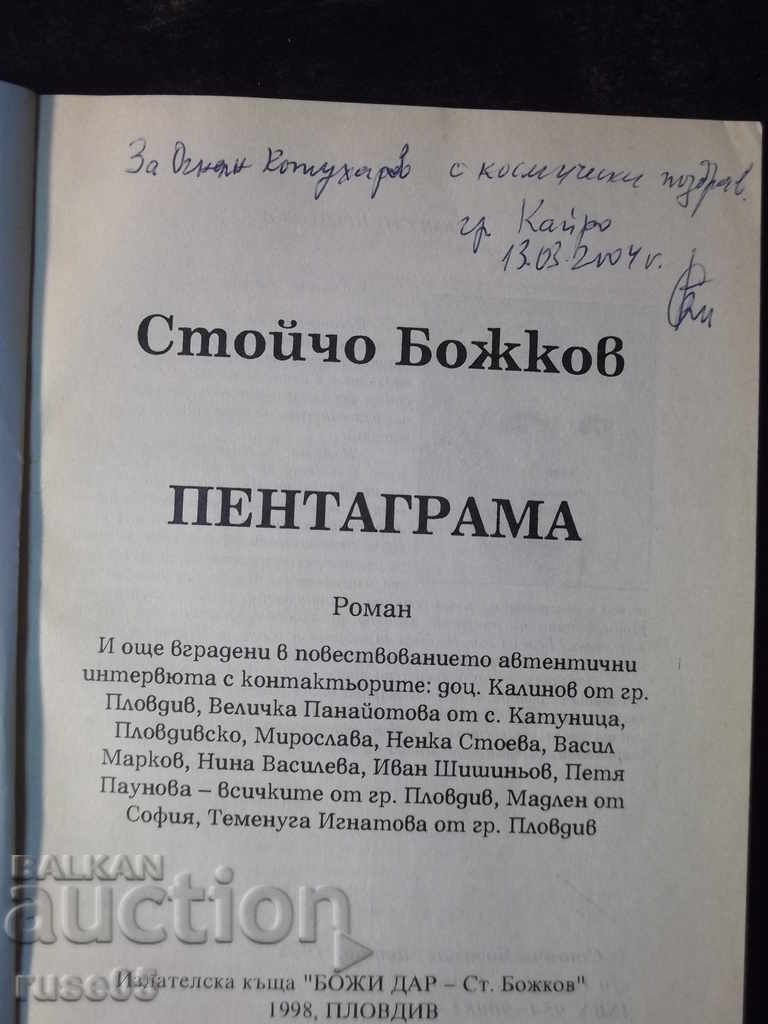 За Огнян Кожухаров с космически поздрав.
гр Кайро
13.03.2004 г.
Стойчо Божков
ПЕНТАГРАМА
Роман
И още вградени в повествованието автентични
интервюта с контактьорите: доц. Калинов от гр.
Пловдив, Величка Панайотова от с. Катуница,
Пловдивско, Мирослава, Ненка Стоева, Васил
Марков, Нина Василева, Иван Шишиньов, Петя
Паунова – всичките от гр. Пловдив, Мадлен от
София, Теменуга Игнатова от гр. Пловдив
BALKAN
auction
Издателска къща "БОЖИ ДАР – Ст. Божков"
ruse03
1998, ПЛОВДИВ